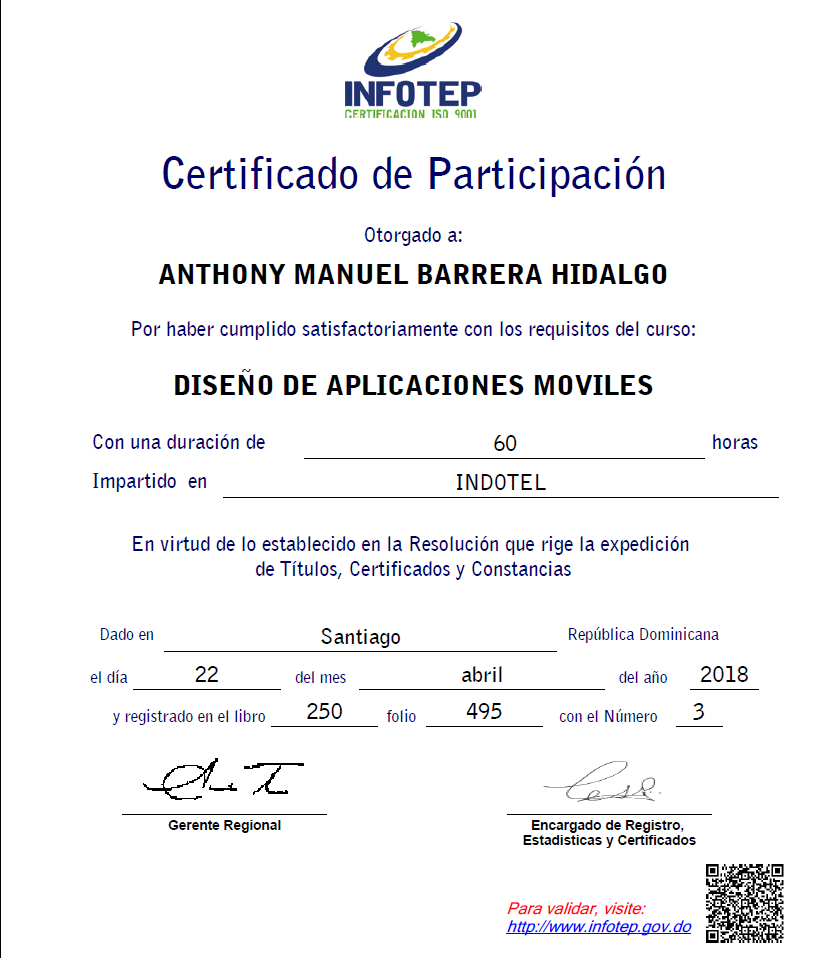 INFOTEP
CERTIFICACION ISO 9001
Certificado de Participación
Otorgado a:
ANTHONY MANUEL BARRERA HIDALGO
Por haber cumplido satisfactoriamente con los requisitos del curso:
DISEÑO DE APLICACIONES MOVILES
Con una duración de 60 horas
Impartido en INDOTEL
En virtud de lo establecido en la Resolución que rige la expedición
de Títulos, Certificados y Constancias
Dado en Santiago República Dominicana
el día 22 del mes abril del año 2018
y registrado en el libro 250 folio 495 con el Número 3
Gerente Regional
Encargado de Registro,
Estadisticas y Certificados
Para validar, visite:
http://www.infotep.gov.do